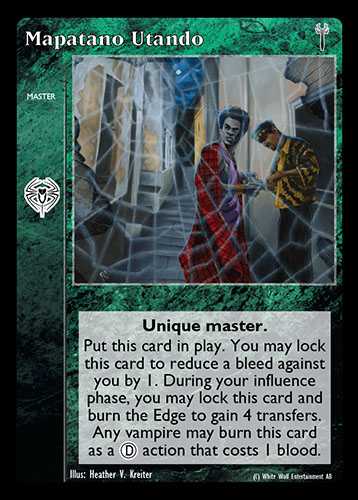 Mapatano Utando
MASTER
Unique master.
Put this card in play. You may lock
this card to reduce a bleed against
you by 1. During your influence
phase, you may lock this card and
burn the Edge to gain 4 transfers.
Any vampire may burn this card
as a Ⓓ action that costs 1 blood.
Illus: Heather V. Kreiter (C) White Wolf Entertainment AB